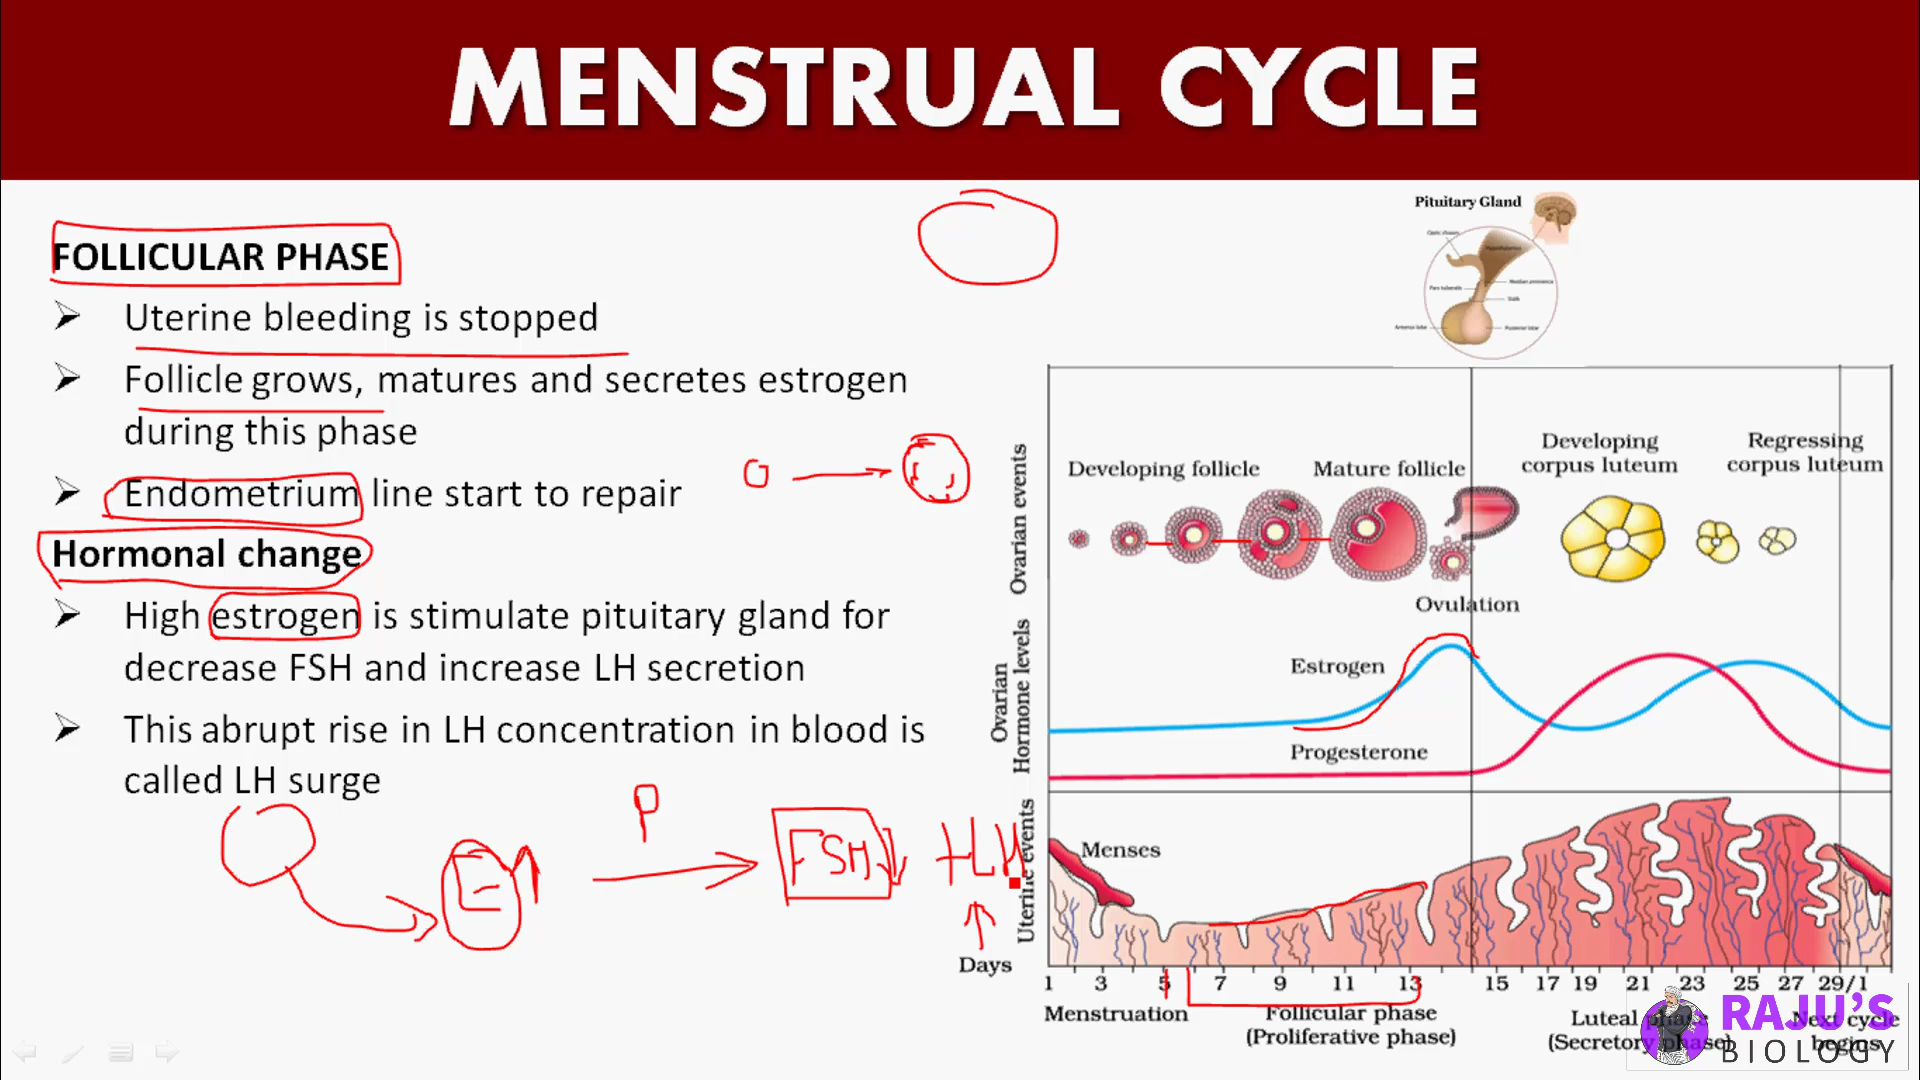 MENSTRUAL CYCLE
FOLLICULAR PHASE
Uterine bleeding is stopped
Follicle grows, matures and secretes estrogen
during this phase
Endometrium line start to repair
Hormonal change
High estrogen is stimulate pituitary gland for
decrease FSH and increase LH secretion
This abrupt rise in LH concentration in blood is
called LH surge
E
P
FSH
LH
Pituitary Gland
Ovarian events
Developing follicle
Mature follicle
Ovulation
Developing
corpus luteum
Regressing
corpus luteum
Ovarian
Hormone levels
Estrogen
Progesterone
Uterine events
Menses
Days
1 3 5 7 9 11 13 15 17 19 21 23 25 27 29/1
Menstruation
Follicular phase
(Proliferative phase)
Luteal phase
(Secretory phase)
Next cycle
begins
RAJU'S
BIOLOGY